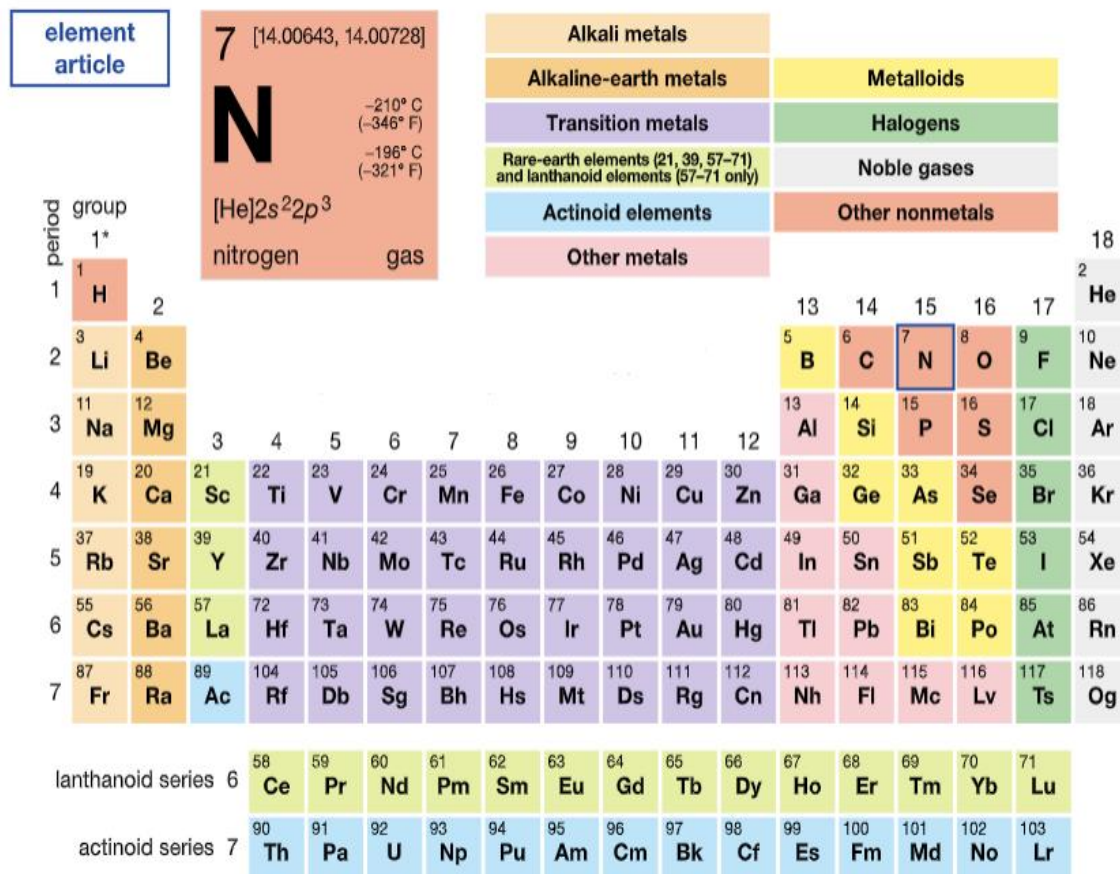 element
article
7 [14.00643, 14.00728]
N
–210° C
(–346° F)
–196° C
(–321° F)
[He]2s²2p³
nitrogen gas
Alkali metals
Alkaline-earth metals
Transition metals
Rare-earth elements (21, 39, 57–71)
and lanthanoid elements (57–71 only)
Actinoid elements
Other metals
Metalloids
Halogens
Noble gases
Other nonmetals
period
group
1* 18
1 2
1 H He
2 13 14 15 16 17
3 4 5 6 7 8 9 10
2 Li Be B C N O F Ne
11 12 13 14 15 16 17 18
3 Na Mg Al Si P S Cl Ar
3 4 5 6 7 8 9 10 11 12
19 20 21 22 23 24 25 26 27 28 29 30 31 32 33 34 35 36
4 K Ca Sc Ti V Cr Mn Fe Co Ni Cu Zn Ga Ge As Se Br Kr
37 38 39 40 41 42 43 44 45 46 47 48 49 50 51 52 53 54
5 Rb Sr Y Zr Nb Mo Tc Ru Rh Pd Ag Cd In Sn Sb Te I Xe
55 56 57 72 73 74 75 76 77 78 79 80 81 82 83 84 85 86
6 Cs Ba La Hf Ta W Re Os Ir Pt Au Hg Tl Pb Bi Po At Rn
87 88 89 104 105 106 107 108 109 110 111 112 113 114 115 116 117 118
7 Fr Ra Ac Rf Db Sg Bh Hs Mt Ds Rg Cn Nh Fl Mc Lv Ts Og
58 59 60 61 62 63 64 65 66 67 68 69 70 71
lanthanoid series 6 Ce Pr Nd Pm Sm Eu Gd Tb Dy Ho Er Tm Yb Lu
90 91 92 93 94 95 96 97 98 99 100 101 102 103
actinoid series 7 Th Pa U Np Pu Am Cm Bk Cf Es Fm Md No Lr